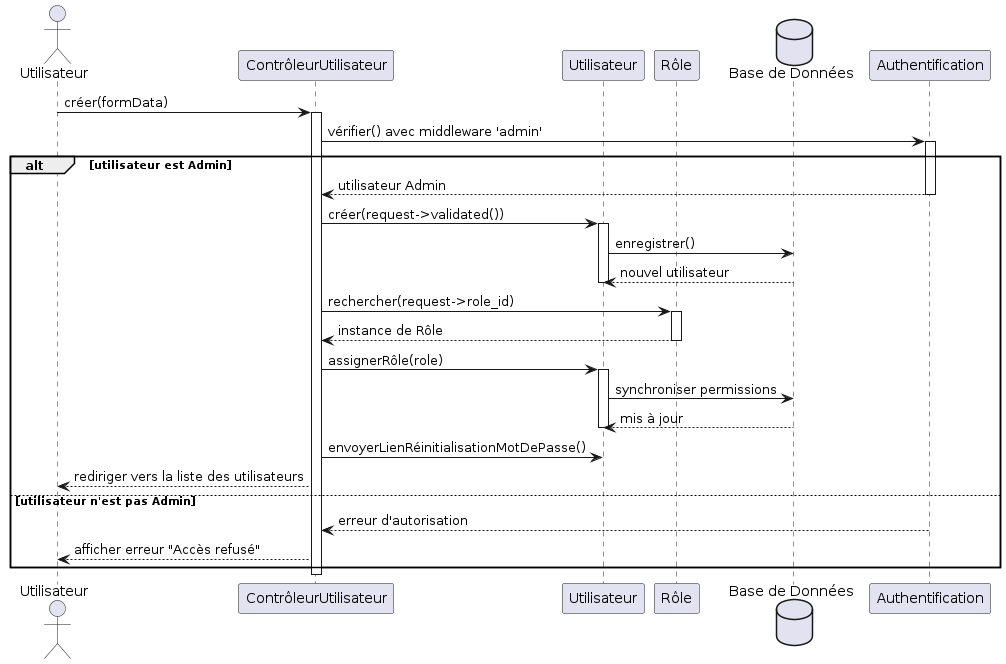 Utilisateur
ContrôleurUtilisateur
Utilisateur
Rôle
Base de Données
Authentification
créer(formData)
vérifier() avec middleware 'admin'
alt
[utilisateur est Admin]
utilisateur Admin
créer(request->validated())
enregistrer()
nouvel utilisateur
rechercher(request->role_id)
instance de Rôle
assignerRôle(role)
synchroniser permissions
mis à jour
envoyerLienRéinitialisationMotDePasse()
rediriger vers la liste des utilisateurs
[utilisateur n'est pas Admin]
erreur d'autorisation
afficher erreur "Accès refusé"
Utilisateur
ContrôleurUtilisateur
Utilisateur
Rôle
Base de Données
Authentification